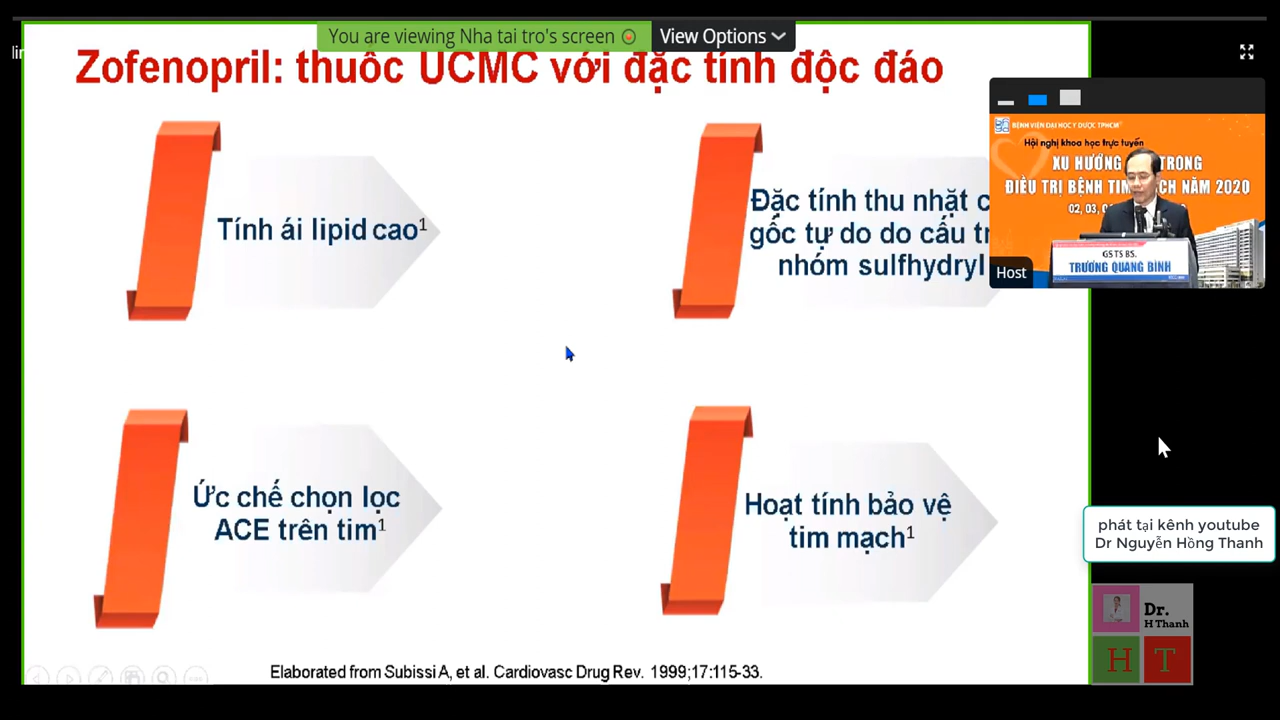 You are viewing Nha tai tro's screen
View Options
Zofenopril: thuốc UCMC với đặc tính độc đáo
Tính ái lipid cao1
Đặc tính thu nhặt
gốc tự do do cấu
nhóm sulfhydryl
BỆNH VIỆN ĐẠI HỌC Y DƯỢC TPHCM
Hội nghị khoa học trực tuyến
XU HƯỚNG TRONG
ĐIỀU TRỊ BỆNH NĂM 2020
02, 03,
GS TS BS.
TRƯƠNG QUANG BÌNH
Host
Ức chế chọn lọc
ACE trên tim1
Hoạt tính bảo vệ
tim mạch1
phát tại kênh youtube
Dr Nguyễn Hồng Thanh
Dr.
H Thanh
H T
Elaborated from Subissi A, et al. Cardiovasc Drug Rev. 1999;17:115-33.